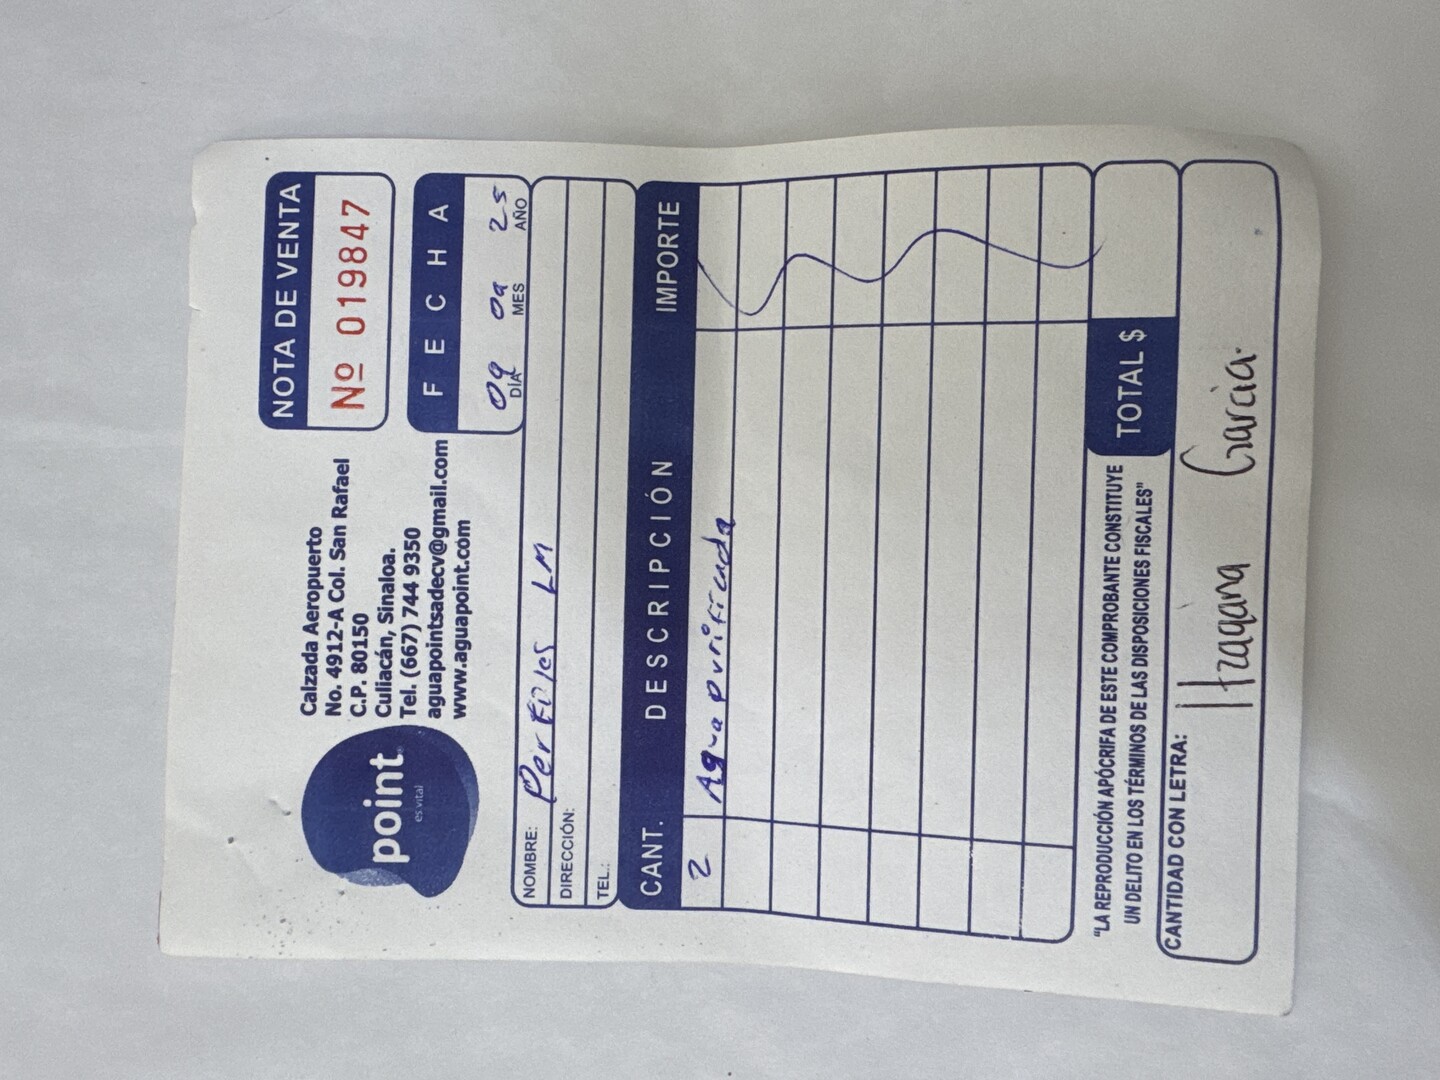 point
es vital
Calzada Aeropuerto
No. 4912-A Col. San Rafael
C.P. 80150
Culiacán, Sinaloa.
Tel. (667) 744 9350
aguapointsadecv@gmail.com
www.aguapoint.com
NOTA DE VENTA
Nº 019847
FECHA
09 09 25
DÍA MES AÑO
NOMBRE: Perfiles LM
DIRECCIÓN:
TEL.:
CANT. DESCRIPCIÓN IMPORTE
2 Agua purificada
"LA REPRODUCCIÓN APÓCRIFA DE ESTE COMPROBANTE CONSTITUYE
UN DELITO EN LOS TÉRMINOS DE LAS DISPOSICIONES FISCALES"
TOTAL $
CANTIDAD CON LETRA:
Garcia.